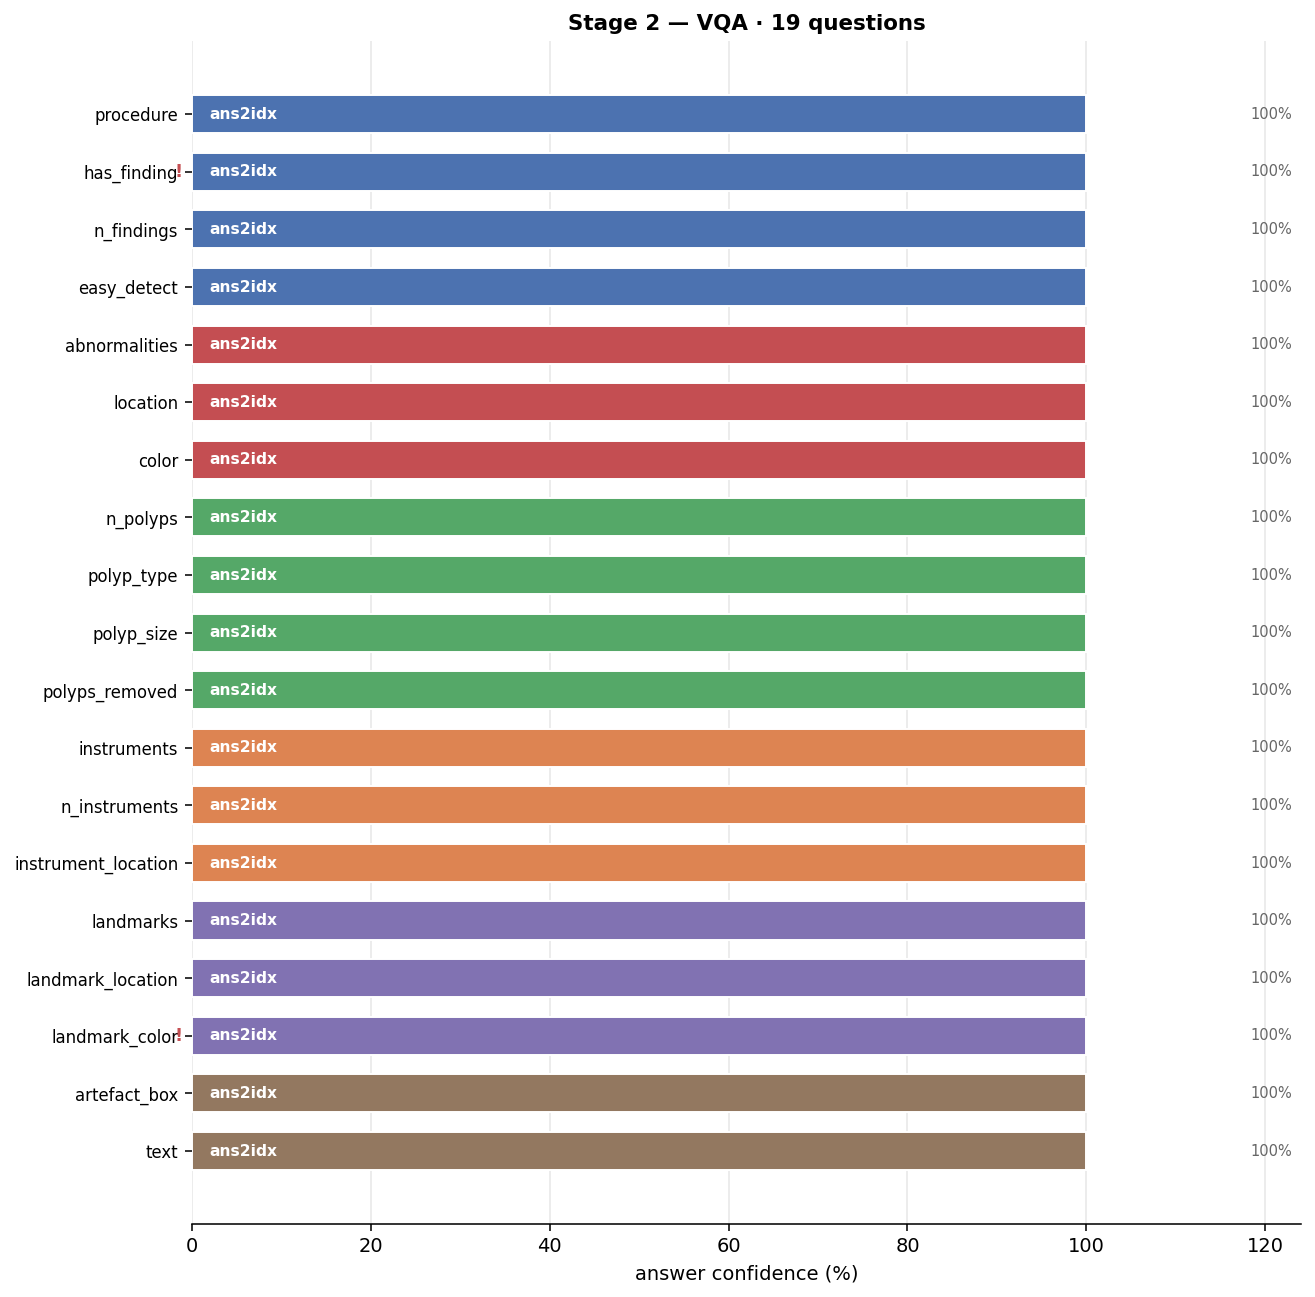 Stage 2 — VQA · 19 questions
procedure ans2idx 100%
has_finding! ans2idx 100%
n_findings ans2idx 100%
easy_detect ans2idx 100%
abnormalities ans2idx 100%
location ans2idx 100%
color ans2idx 100%
n_polyps ans2idx 100%
polyp_type ans2idx 100%
polyp_size ans2idx 100%
polyps_removed ans2idx 100%
instruments ans2idx 100%
n_instruments ans2idx 100%
instrument_location ans2idx 100%
landmarks ans2idx 100%
landmark_location ans2idx 100%
landmark_color! ans2idx 100%
artefact_box ans2idx 100%
text ans2idx 100%
0 20 40 60 80 100 120
answer confidence (%)